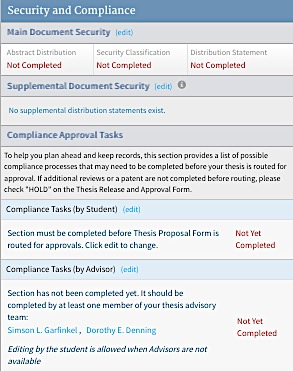 Security and Compliance
Main Document Security (edit)
Abstract Distribution Security Classification Distribution Statement
Not Completed Not Completed Not Completed
Supplemental Document Security (edit)
No supplemental distribution statements exist.
Compliance Approval Tasks
To help you plan ahead and keep records, this section provides a list of possible
compliance processes that may need to be completed before your thesis is routed for
approval. If additional reviews or a patent are not completed before routing, please
check "HOLD" on the Thesis Release and Approval Form.
Compliance Tasks (by Student) (edit)
Section must be completed before Thesis Proposal Form is
routed for approvals. Click edit to change.
Not Yet
Completed
Compliance Tasks (by Advisor) (edit)
Section has not been completed yet. It should be
completed by at least one member of your thesis advisory
team:
Simson L. Garfinkel , Dorothy E. Denning
Not Yet
Completed
Editing by the student is allowed when Advisors are not
available